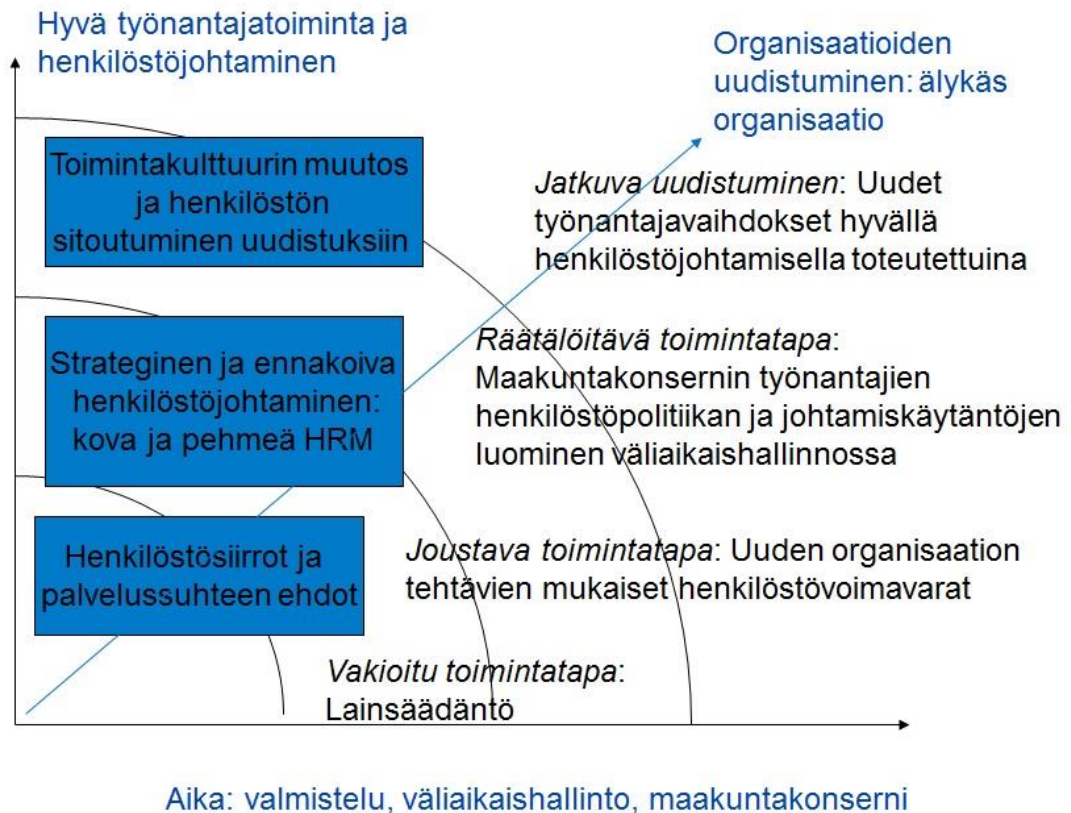 Hyvä työnantajatoiminta ja
henkilöstöjohtaminen
Organisaatioiden
uudistuminen: älykäs
organisaatio
Toimintakulttuurin muutos
ja henkilöstön
sitoutuminen uudistuksiin
Jatkuva uudistuminen: Uudet
työnantajavaihdokset hyvällä
henkilöstöjohtamisella toteutettuina
Strateginen ja ennakoiva
henkilöstöjohtaminen:
kova ja pehmeä HRM
Räätälöitävä toimintatapa:
Maakuntakonsernin työnantajien
henkilöstöpolitiikan ja johtamiskäytäntöjen
luominen väliaikaishallinnossa
Henkilöstösiirrot ja
palvelussuhteen ehdot
Joustava toimintatapa: Uuden organisaation
tehtävien mukaiset henkilöstövoimavarat
Vakioitu toimintatapa:
Lainsäädäntö
Aika: valmistelu, väliaikaishallinto, maakuntakonserni